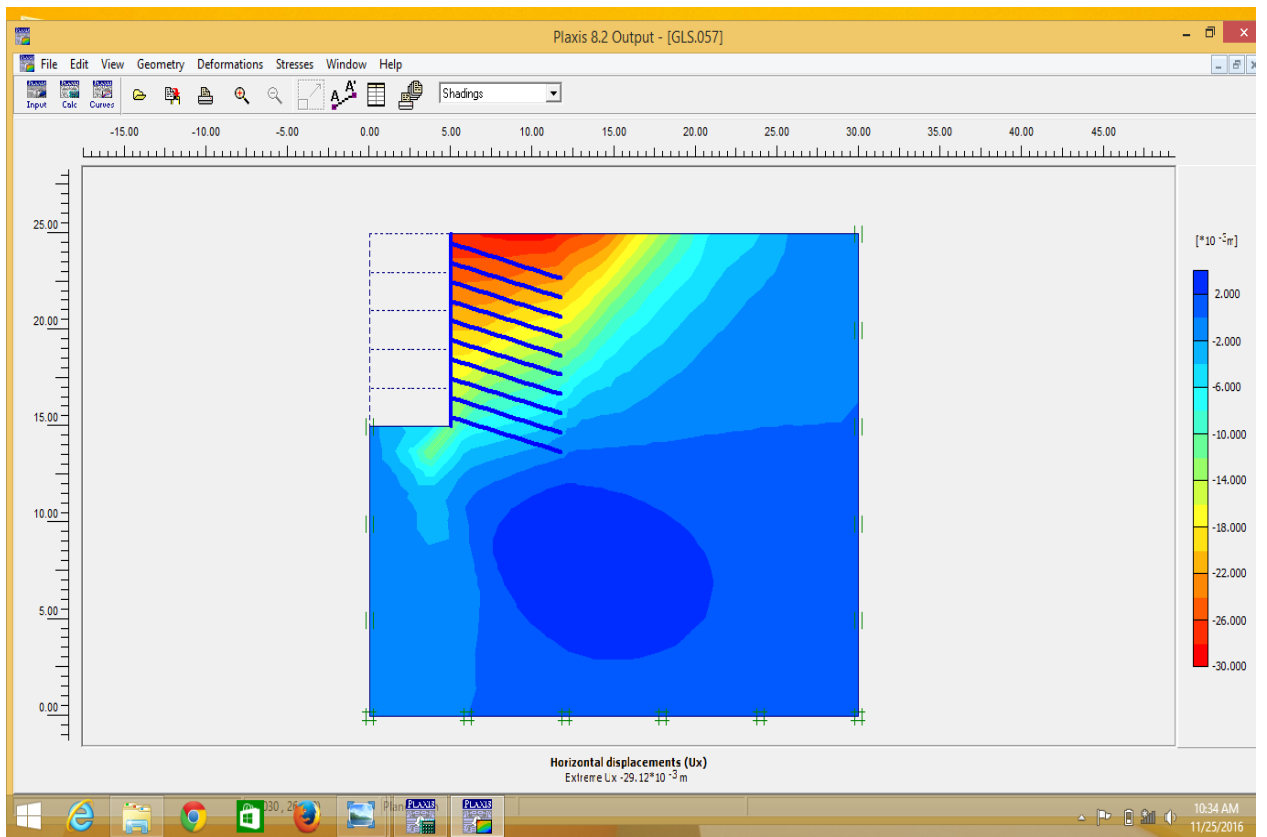 Plaxis 8.2 Output - [GLS.057]
File Edit View Geometry Deformations Stresses Window Help
Input Calc Curves Shadings
-15.00 -10.00 -5.00 0.00 5.00 10.00 15.00 20.00 25.00 30.00 35.00 40.00 45.00
25.00
20.00
15.00
10.00
5.00
0.00
[*10 -3m]
2.000
-2.000
-6.000
-10.000
-14.000
-18.000
-22.000
-26.000
-30.000
Horizontal displacements (Ux)
Extreme Ux -29.12*10 -3 m
PLAXIS PLAXIS
10:34 AM
11/25/2016